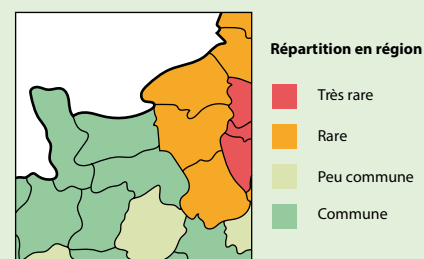 Répartition en région
Très rare
Rare
Peu commune
Commune